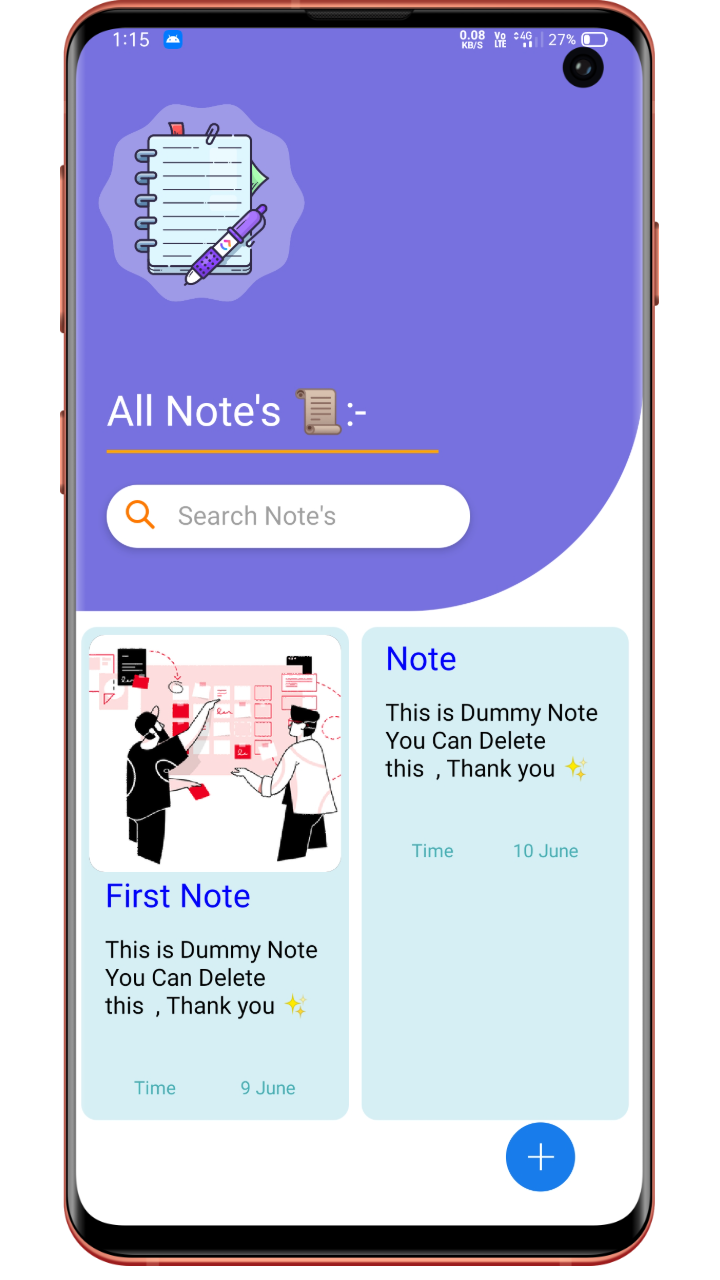 1:15 0.08 KB/S Vo LTE 4G 27%
All Note's 📜:-
Search Note's
First Note
This is Dummy Note
You Can Delete
this , Thank you ✨
Time 9 June
Note
This is Dummy Note
You Can Delete
this , Thank you ✨
Time 10 June